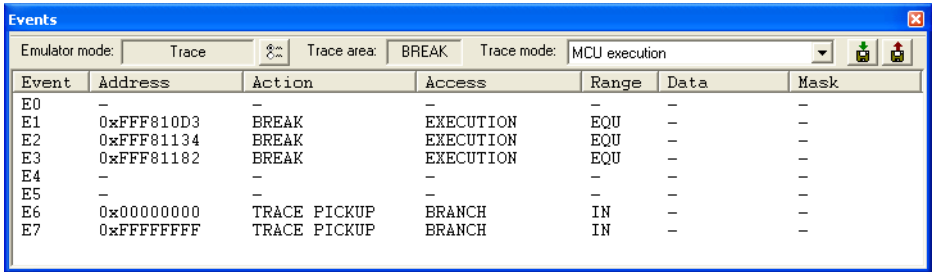 Events
Emulator mode: Trace Trace area: BREAK Trace mode: MCU execution
Event Address Action Access Range Data Mask
E0 – – – – – –
E1 0xFFF810D3 BREAK EXECUTION EQU – –
E2 0xFFF81134 BREAK EXECUTION EQU – –
E3 0xFFF81182 BREAK EXECUTION EQU – –
E4 – – – – – –
E5 – – – – – –
E6 0x00000000 TRACE PICKUP BRANCH IN – –
E7 0xFFFFFFFF TRACE PICKUP BRANCH IN – –